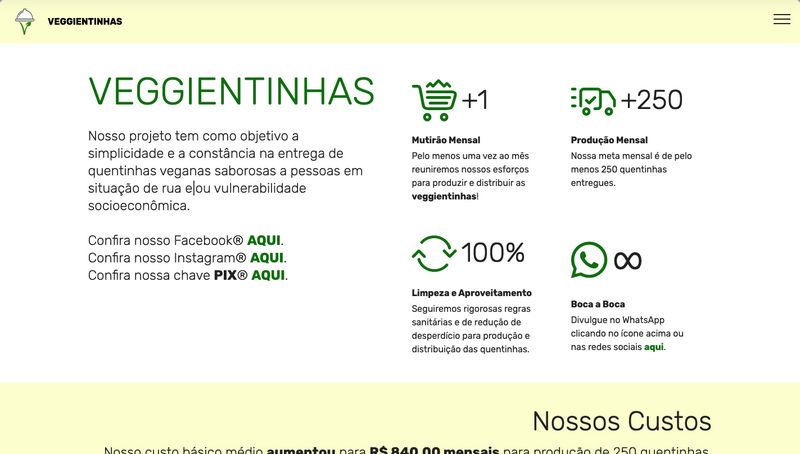 VEGGIENTINHAS
VEGGIENTINHAS
Nosso projeto tem como objetivo a
simplicidade e a constância na entrega de
quentinhas veganas saborosas a pessoas em
situação de rua e|ou vulnerabilidade
socioeconômica.
Confira nosso Facebook® AQUI.
Confira nosso Instagram® AQUI.
Confira nossa chave PIX® AQUI.
+1
Mutirão Mensal
Pelo menos uma vez ao mês
reuniremos nossos esforços
para produzir e distribuir as
veggientinhas!
+250
Produção Mensal
Nossa meta mensal é de pelo
menos 250 quentinhas
entregues.
100%
Limpeza e Aproveitamento
Seguiremos rigorosas regras
sanitárias e de redução de
desperdício para produção e
distribuição das quentinhas.
∞
Boca a Boca
Divulgue no WhatsApp
clicando no ícone acima ou
nas redes sociais aqui.
Nossos Custos
Nosso custo básico médio aumentou para R$ 840,00 mensais para produção de 250 quentinhas.